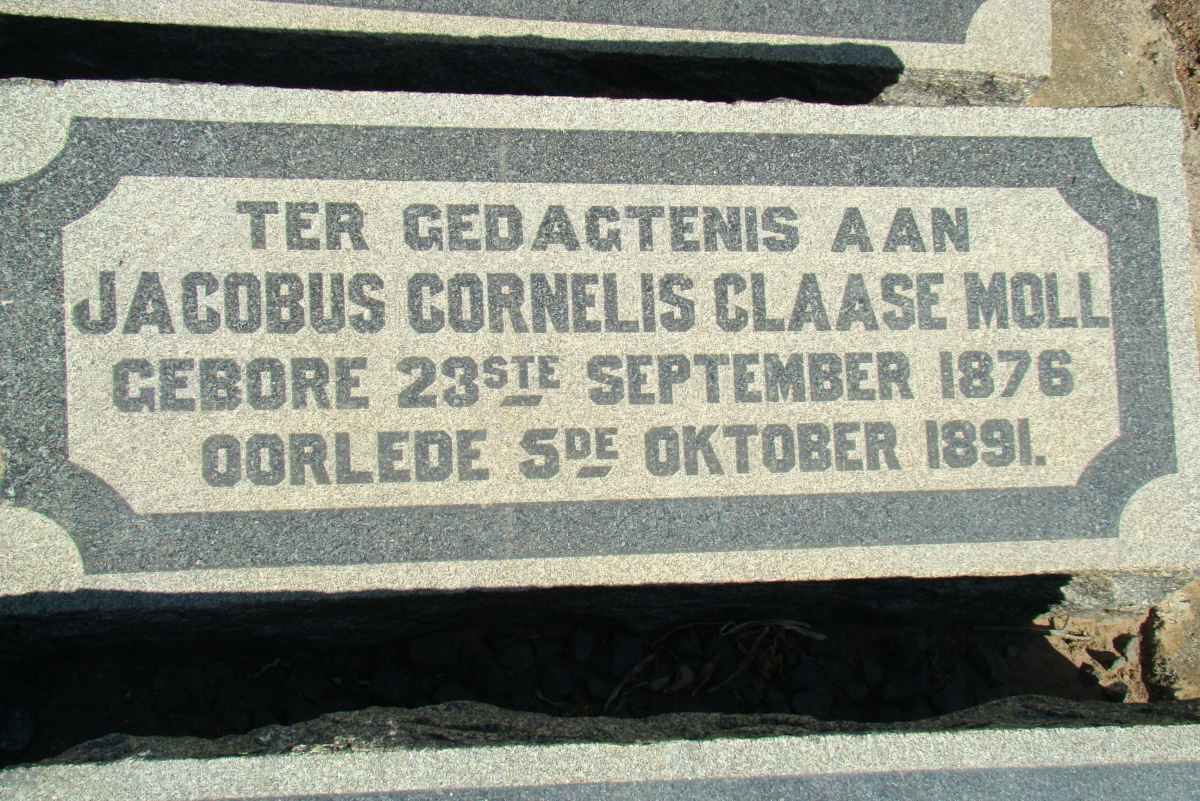 TER GEDAGTENIS AAN
JACOBUS CORNELIS CLAASE MOLL
GEBORE 23STE SEPTEMBER 1876
OORLEDE 5DE OKTOBER 1891.